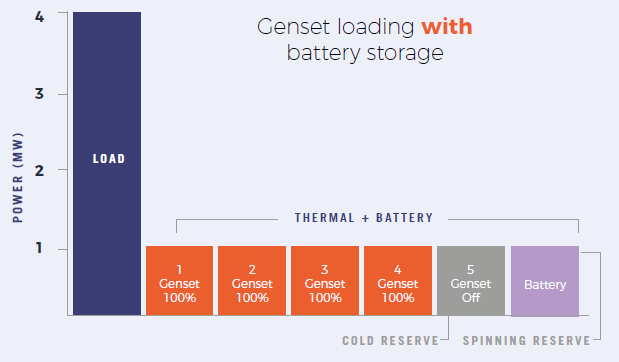 Genset loading with
battery storage
POWER (MW)
4
3
2
1
LOAD
THERMAL + BATTERY
1
Genset
100%
2
Genset
100%
3
Genset
100%
4
Genset
100%
5
Genset
Off
Battery
COLD RESERVE
SPINNING RESERVE